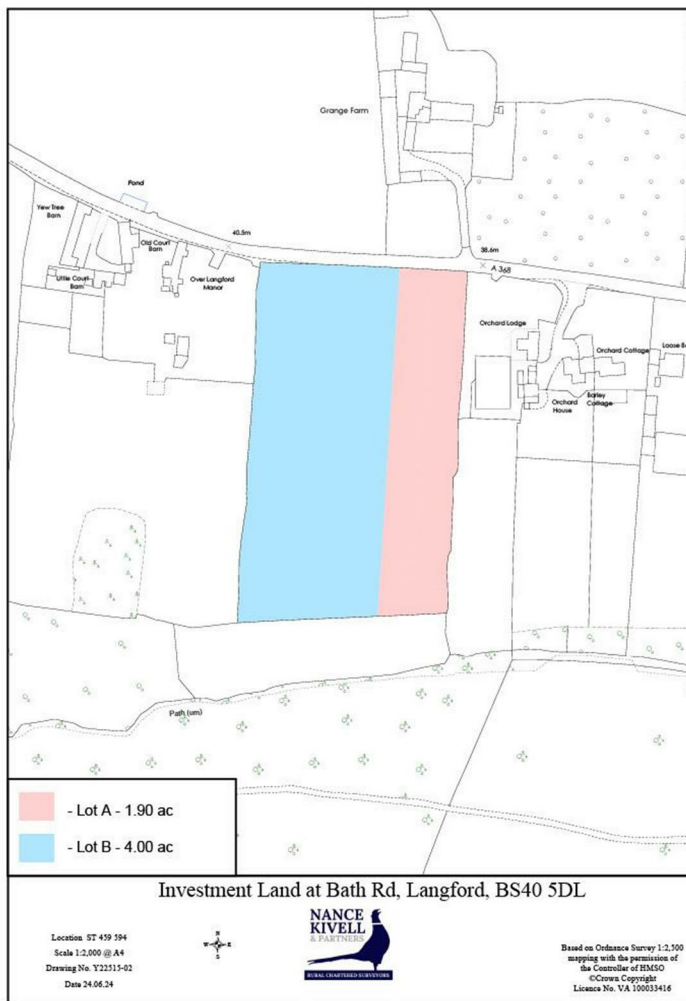 Grange Farm
Pond
Yew Tree
Barn
Old Court
Barn
40.5m
Little Court
Barn
Over Langford
Manor
38.6m
A 368
Orchard Lodge
Orchard Cottage
Orchard
House
Barley
Cottage
Path (um)
- Lot A - 1.90 ac
- Lot B - 4.00 ac
Investment Land at Bath Rd, Langford, BS40 5DL
Location ST 459 594
Scale 1:2,000 @ A4
Drawing No. Y22515-02
Date 24.06.24
N
W E
S
NANCE
KIVELL
& PARTNERS
RURAL CHARTERED SURVEYORS
Based on Ordnance Survey 1:2,500
mapping with the permission of
the Controller of HMSO
©Crown Copyright
Licence No. VA 100033416